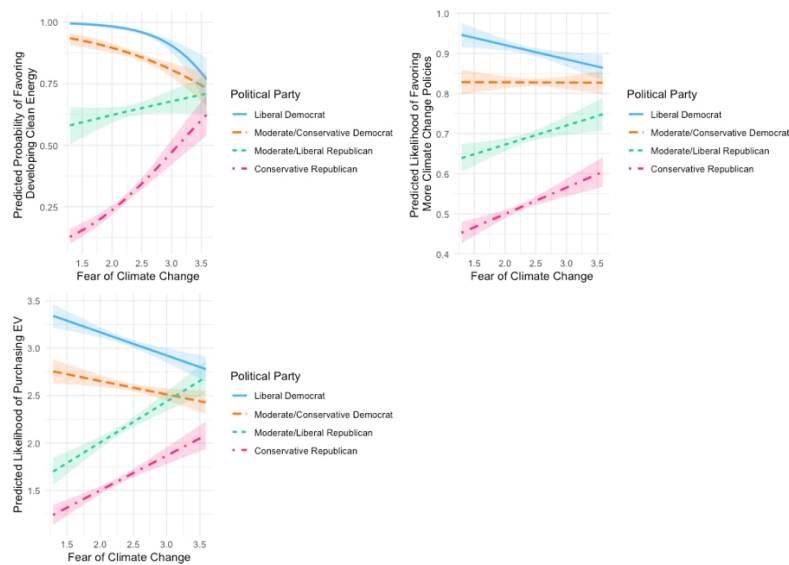 Predicted Probability of Favoring
Developing Clean Energy
1.00
0.75
0.50
0.25
1.5 2.0 2.5 3.0 3.5
Fear of Climate Change
Political Party
Liberal Democrat
Moderate/Conservative Democrat
Moderate/Liberal Republican
Conservative Republican
Predicted Likelihood of Favoring
More Climate Change Policies
1.0
0.9
0.8
0.7
0.6
0.5
0.4
1.5 2.0 2.5 3.0 3.5
Fear of Climate Change
Political Party
Liberal Democrat
Moderate/Conservative Democrat
Moderate/Liberal Republican
Conservative Republican
Predicted Likelihood of Purchasing EV
3.5
3.0
2.5
2.0
1.5
1.5 2.0 2.5 3.0 3.5
Fear of Climate Change
Political Party
Liberal Democrat
Moderate/Conservative Democrat
Moderate/Liberal Republican
Conservative Republican